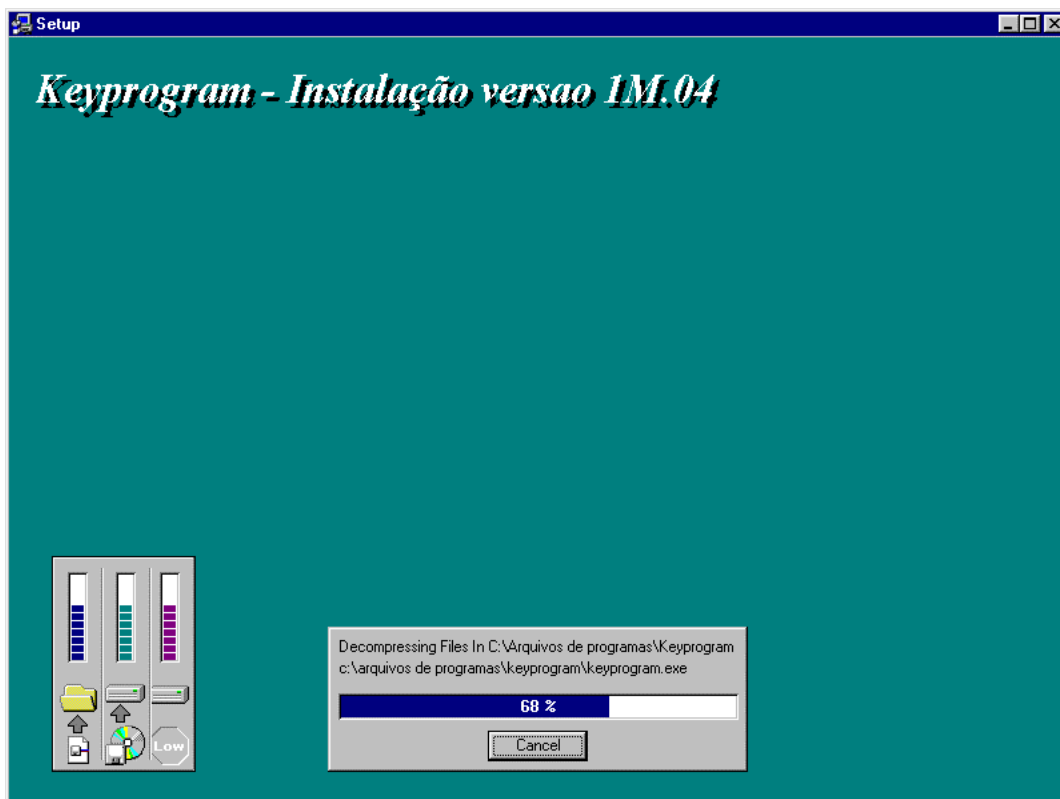 Setup
Keyprogram - Instalação versao 1M.04
Decompressing Files In C:\Arquivos de programas\Keyprogram
c:\arquivos de programas\keyprogram\keyprogram.exe
68 %
Cancel
Low